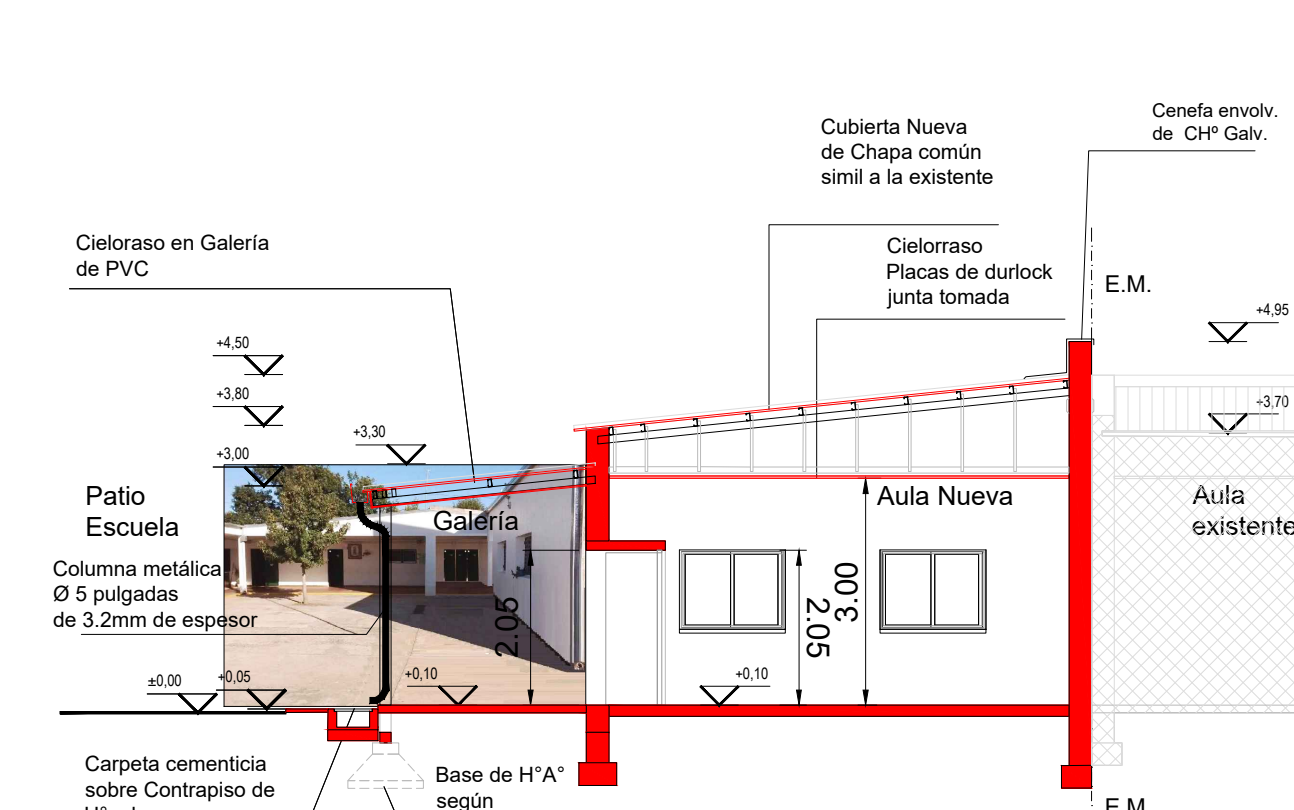 Cenefa envolv.
de CHº Galv.
Cubierta Nueva
de Chapa común
simil a la existente
Cieloraso en Galería
de PVC
Cielorraso
Placas de durlock
junta tomada
E.M.
+4,95
+4,50
+3,80
+3,70
+3,30
+3,00
Patio
Escuela
Galería
Aula Nueva
Aula
existente
Columna metálica
Ø 5 pulgadas
de 3.2mm de espesor
2.05
2.05
3.00
±0,00
+0,05
+0,10
+0,10
Carpeta cementicia
sobre Contrapiso de
Base de H°A°
según
E.M.